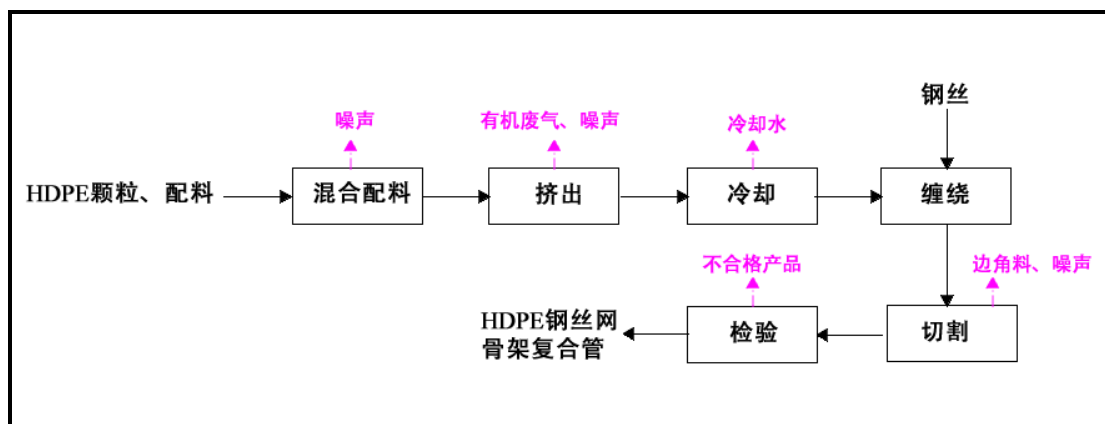 钢丝
噪声
有机废气、噪声
冷却水
HDPE颗粒、配料
混合配料
挤出
冷却
缠绕
不合格产品
边角料、噪声
HDPE钢丝网
骨架复合管
检验
切割